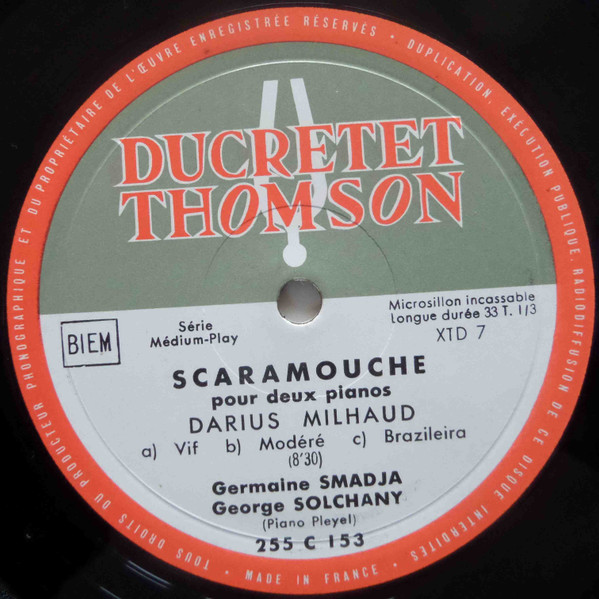 TOUS DROITS DU PRODUCTEUR PHONOGRAPHIQUE ET DU PROPRIÉTAIRE DE L'ŒUVRE ENREGISTRÉE RÉSERVÉS • DUPLICATION, EXÉCUTION PUBLIQUE, RADIODIFFUSION DE CE DISQUE INTERDITES
• MADE IN FRANCE •
DUCRETET
THOMSON
BIEM
Série
Médium-Play
Microsillon incassable
Longue durée 33 T. 1/3
XTD 7
SCARAMOUCHE
pour deux pianos
DARIUS MILHAUD
a) Vif b) Modéré c) Brazileira
(8'30)
Germaine SMADJA
George SOLCHANY
(Piano Pleyel)
255 C 153